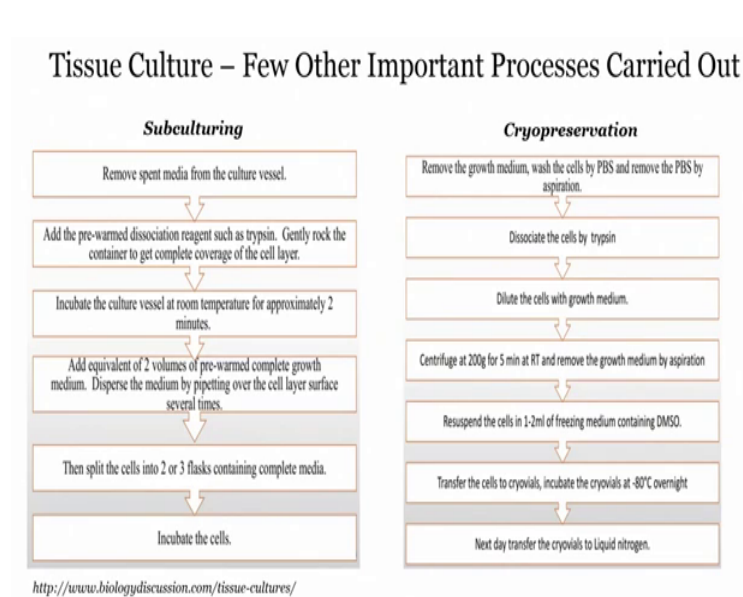 Tissue Culture – Few Other Important Processes Carried Out
Subculturing
Remove spent media from the culture vessel.
Add the pre-warmed dissociation reagent such as trypsin. Gently rock the
container to get complete coverage of the cell layer.
Incubate the culture vessel at room temperature for approximately 2
minutes.
Add equivalent of 2 volumes of pre-warmed complete growth
medium. Disperse the medium by pipetting over the cell layer surface
several times.
Then split the cells into 2 or 3 flasks containing complete media.
Incubate the cells.
Cryopreservation
Remove the growth medium, wash the cells by PBS and remove the PBS by
aspiration.
Dissociate the cells by trypsin
Dilute the cells with growth medium.
Centrifuge at 200g for 5 min at RT and remove the growth medium by aspiration
Resuspend the cells in 1-2ml of freezing medium containing DMSO.
Transfer the cells to cryovials, incubate the cryovials at -80°C overnight
Next day transfer the cryovials to Liquid nitrogen.
http://www.biologydiscussion.com/tissue-cultures/